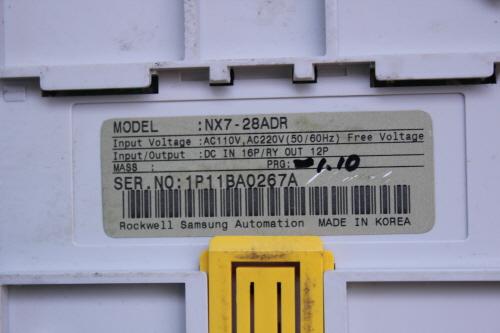 MODEL :NX7-28ADR
Input Voltage :AC110V,AC220V(50/60Hz) Free Voltage
Input/Output :DC IN 16P/RY OUT 12P
MASS : PRG: 1.10
SER.NO:1P11BA0267A
Rockwell Samsung Automation MADE IN KOREA